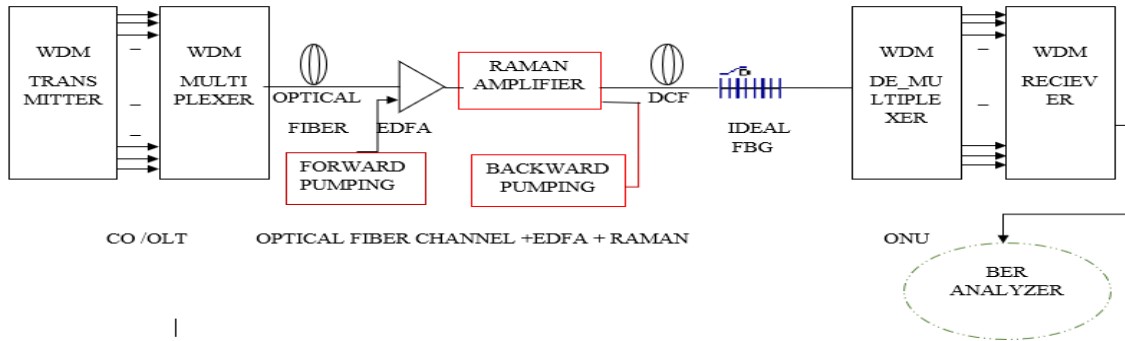 WDM
TRANS
MITTER
WDM
MULTI
PLEXER
OPTICAL
FIBER
EDFA
FORWARD
PUMPING
RAMAN
AMPLIFIER
BACKWARD
PUMPING
DCF
IDEAL
FBG
WDM
DE_MU
LTIPLE
XER
WDM
RECIEV
ER
CO /OLT
OPTICAL FIBER CHANNEL +EDFA + RAMAN
ONU
BER
ANALYZER